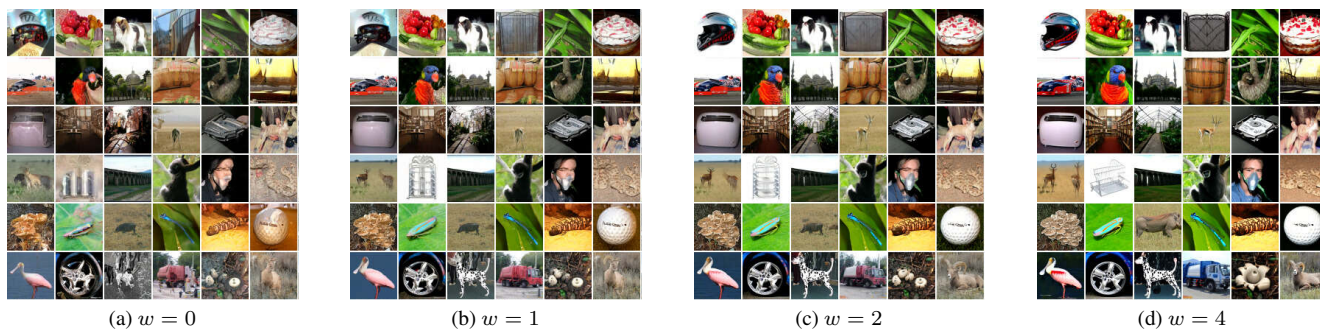 (a) w = 0
(b) w = 1
(c) w = 2
(d) w = 4